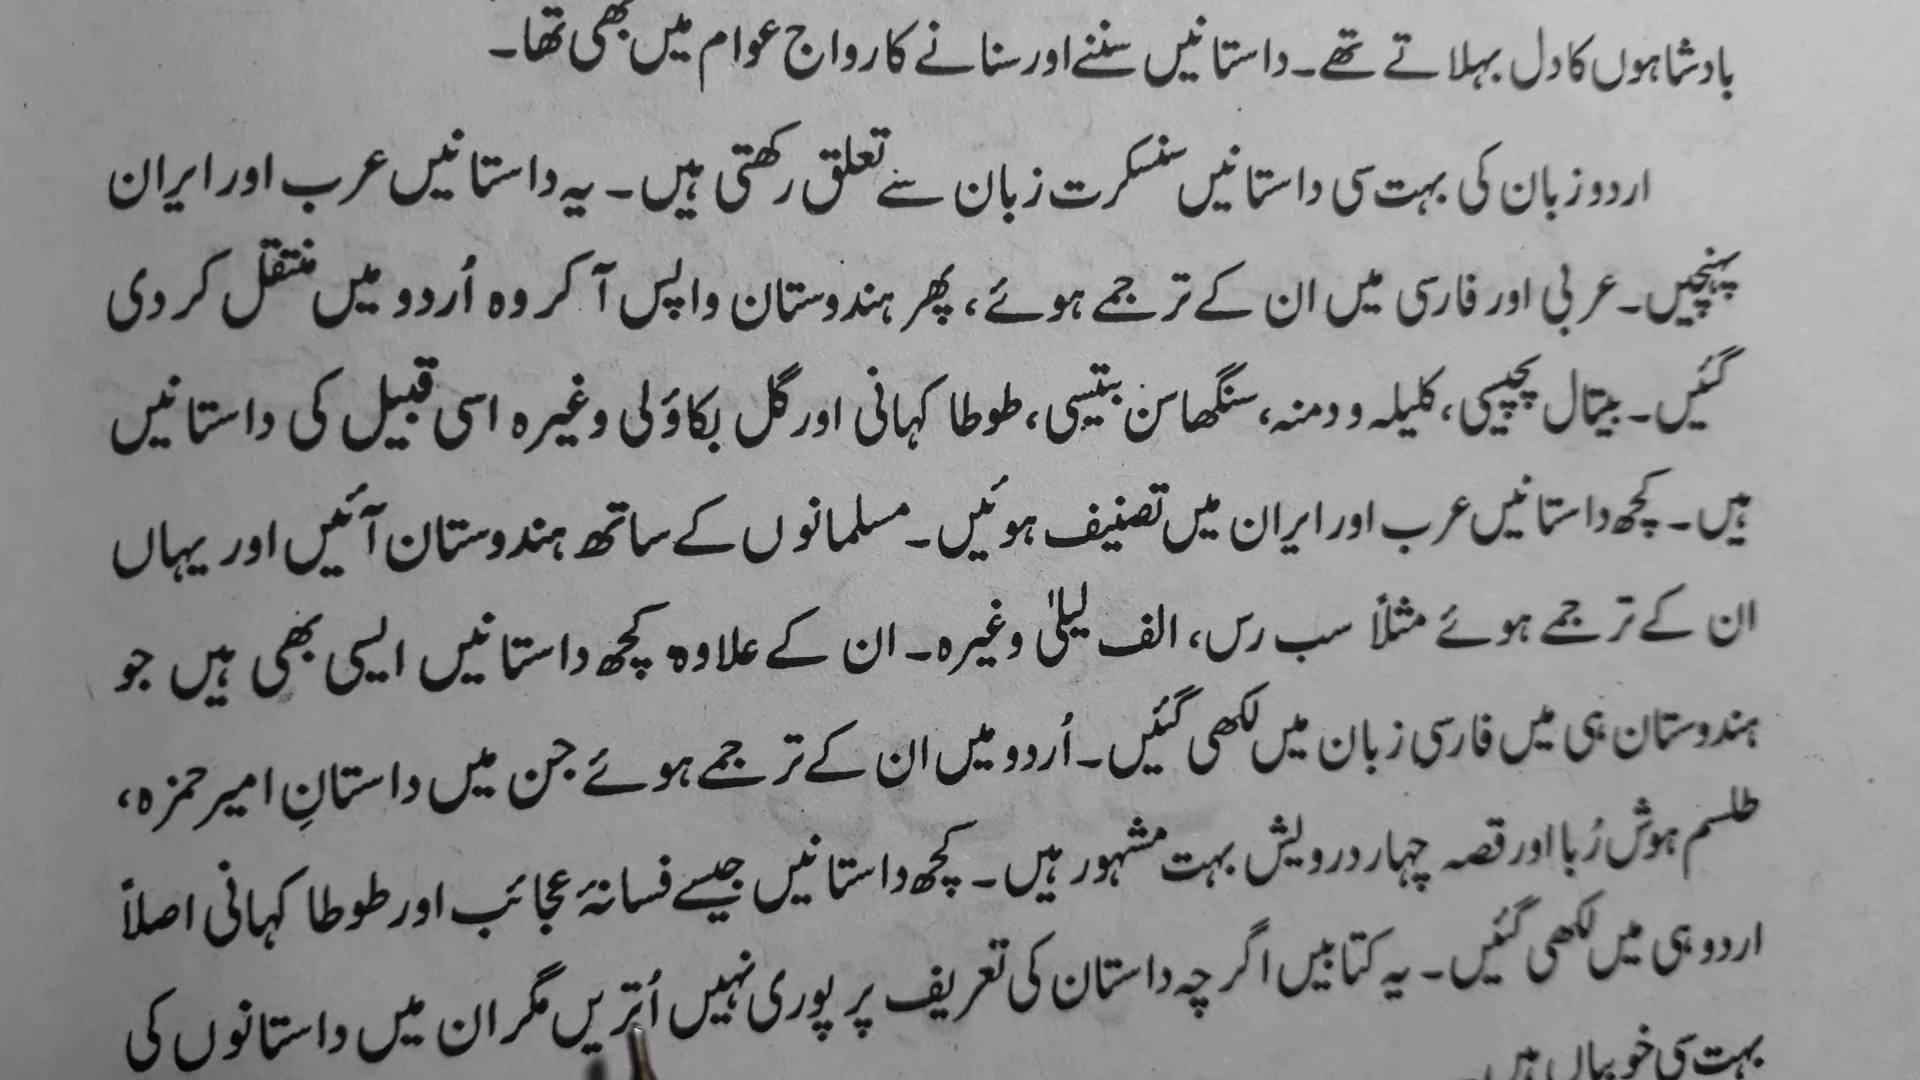 بادشاہوں کا دل بہلاتے تھے۔ داستانیں سننے اور سنانے کا رواج عوام میں بھی تھا۔
اردو زبان کی بہت سی داستانیں سنسکرت زبان سے تعلق رکھتی ہیں۔ یہ داستانیں عرب اور ایران
پہنچیں۔ عربی اور فارسی میں ان کے ترجمے ہوئے، پھر ہندوستان واپس آ کر وہ اُردو میں منتقل کر دی
گئیں۔ بیتال پچیسی، کلیلہ و دمنہ، سنگھاسن بتیسی، طوطا کہانی اور گل بکاؤلی وغیرہ اسی قبیل کی داستانیں
ہیں۔ کچھ داستانیں عرب اور ایران میں تصنیف ہوئیں۔ مسلمانوں کے ساتھ ہندوستان آئیں اور یہاں
ان کے ترجمے ہوئے مثلاً سب رس، الف لیلیٰ وغیرہ۔ ان کے علاوہ کچھ داستانیں ایسی بھی ہیں جو
ہندوستان ہی میں فارسی زبان میں لکھی گئیں۔ اُردو میں ان کے ترجمے ہوئے جن میں داستانِ امیر حمزہ،
طلسم ہوش رُبا اور قصہ چہار درویش بہت مشہور ہیں۔ کچھ داستانیں جیسے فسانۂ عجائب اور طوطا کہانی اصلاً
اردو ہی میں لکھی گئیں۔ یہ کتابیں اگرچہ داستان کی تعریف پر پوری نہیں اُتریں مگر ان میں داستانوں کی
بہت سی خوبیاں ہیں۔